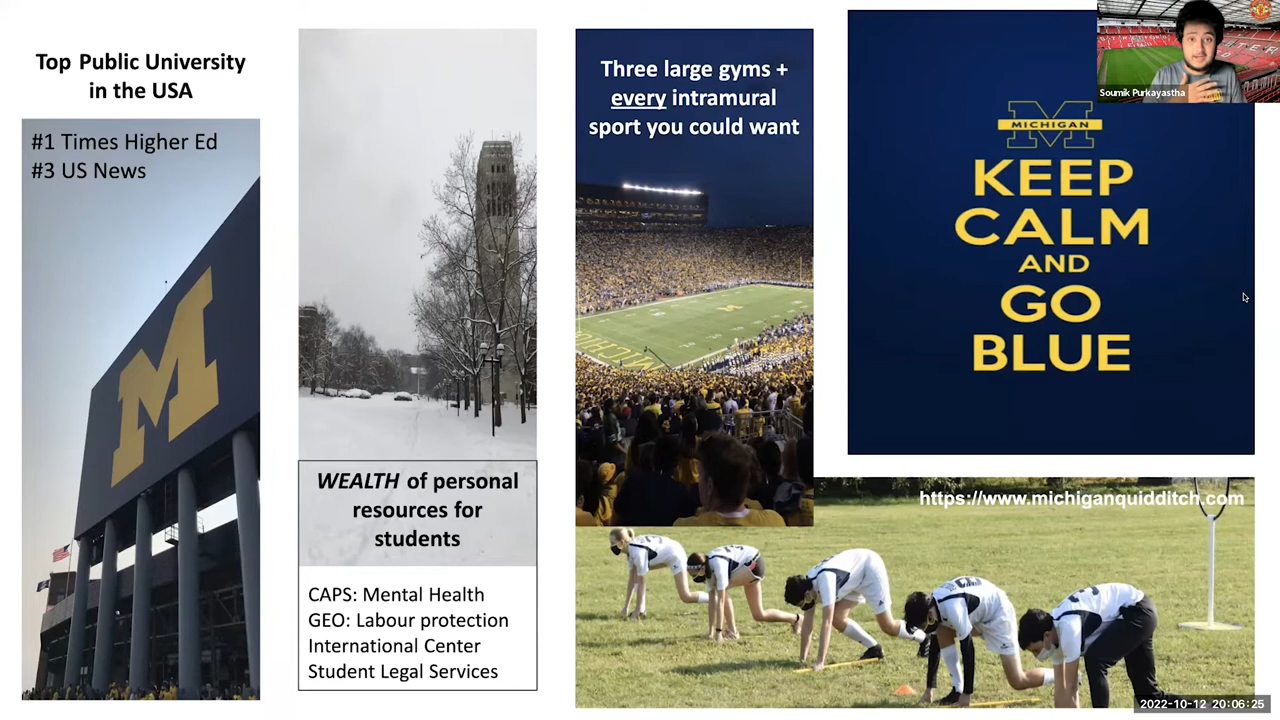 Top Public University
in the USA
#1 Times Higher Ed
#3 US News
M
WEALTH of personal
resources for
students
CAPS: Mental Health
GEO: Labour protection
International Center
Student Legal Services
Three large gyms +
every intramural
sport you could want
M
MICHIGAN
KEEP
CALM
AND
GO
BLUE
Soumik Purkayastha
https://www.michiganquidditch.com
2022-10-12 20:06:25